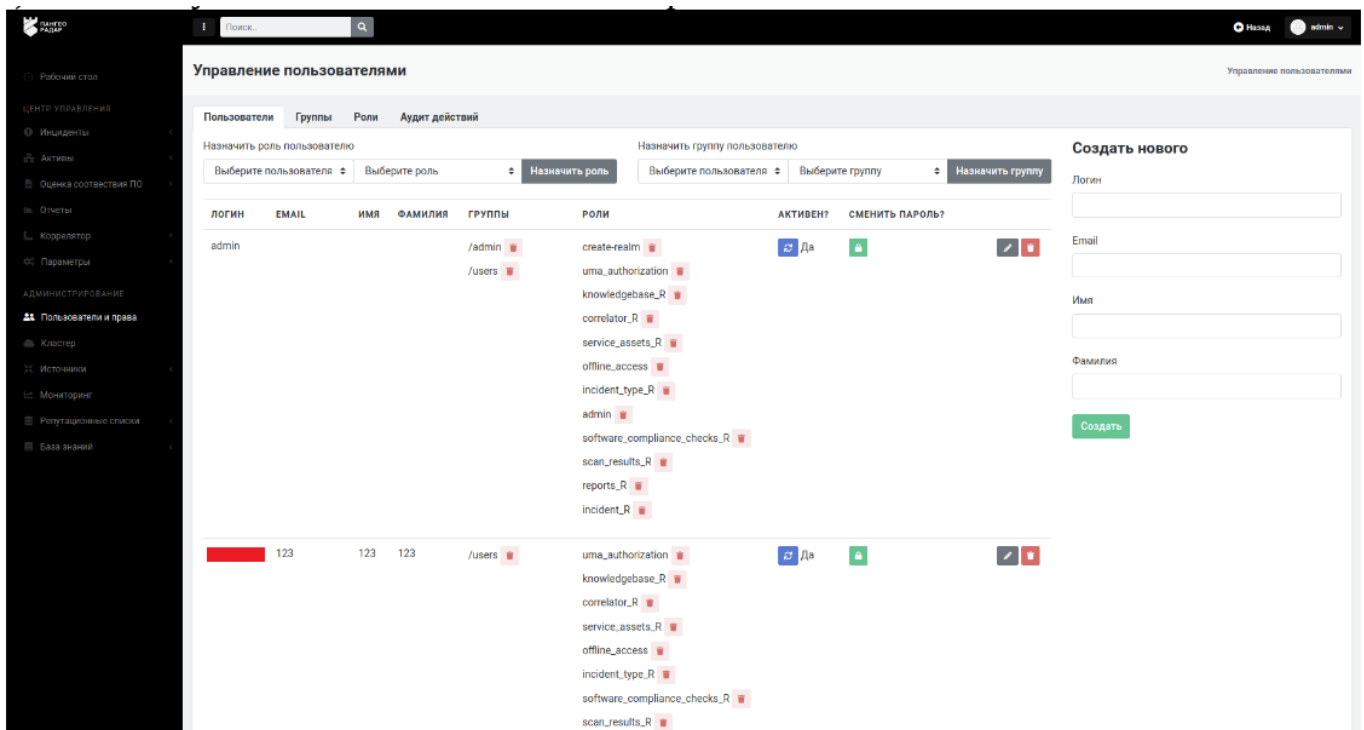 ПАНГЕО
РАДАР
Поиск..
Назад
admin
Рабочий стол
ЦЕНТР УПРАВЛЕНИЯ
Инциденты
Активы
Оценка соотвествия ПО
Отчеты
Коррелятор
Параметры
АДМИНИСТРИРОВАНИЕ
Пользователи и права
Кластер
Источники
Мониторинг
Репутационные списки
База знаний
Управление пользователями
Управление пользователями
Пользователи Группы Роли Аудит действий
Назначить роль пользователю
Выберите пользователя Выберите роль Назначить роль
Назначить группу пользователю
Выберите пользователя Выберите группу Назначить группу
ЛОГИН EMAIL ИМЯ ФАМИЛИЯ ГРУППЫ РОЛИ АКТИВЕН? СМЕНИТЬ ПАРОЛЬ?
admin /admin create-realm Да
/users uma_authorization
knowledgebase_R
correlator_R
service_assets_R
offline_access
incident_type_R
admin
software_compliance_checks_R
scan_results_R
reports_R
incident_R
123 123 123 /users uma_authorization Да
knowledgebase_R
correlator_R
service_assets_R
offline_access
incident_type_R
software_compliance_checks_R
scan_results_R
Создать нового
Логин
Email
Имя
Фамилия
Создать